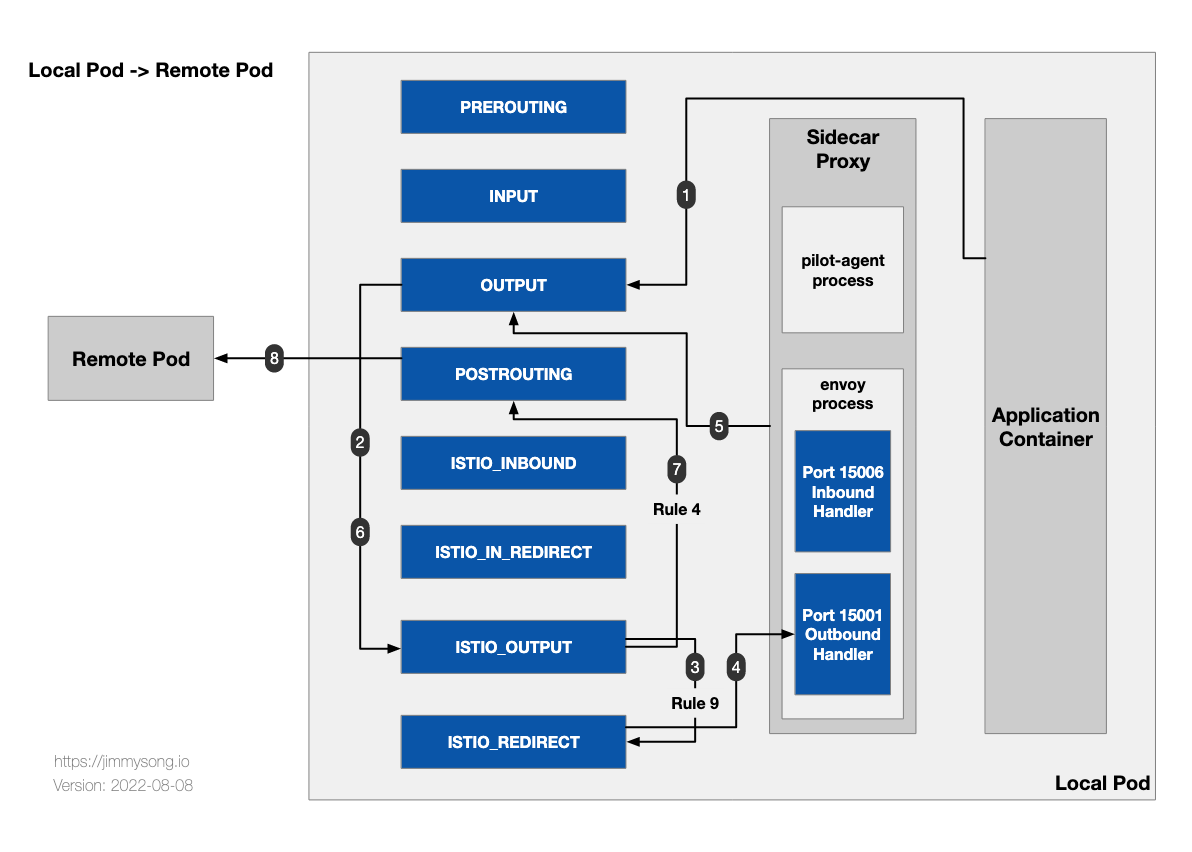 Local Pod -> Remote Pod
PREROUTING
INPUT
OUTPUT
POSTROUTING
ISTIO_INBOUND
ISTIO_IN_REDIRECT
ISTIO_OUTPUT
ISTIO_REDIRECT
Remote Pod
8
2
6
1
5
7
Rule 4
3
Rule 9
4
Sidecar
Proxy
pilot-agent
process
envoy
process
Port 15006
Inbound
Handler
Port 15001
Outbound
Handler
Application
Container
Local Pod
https://jimmysong.io
Version: 2022-08-08